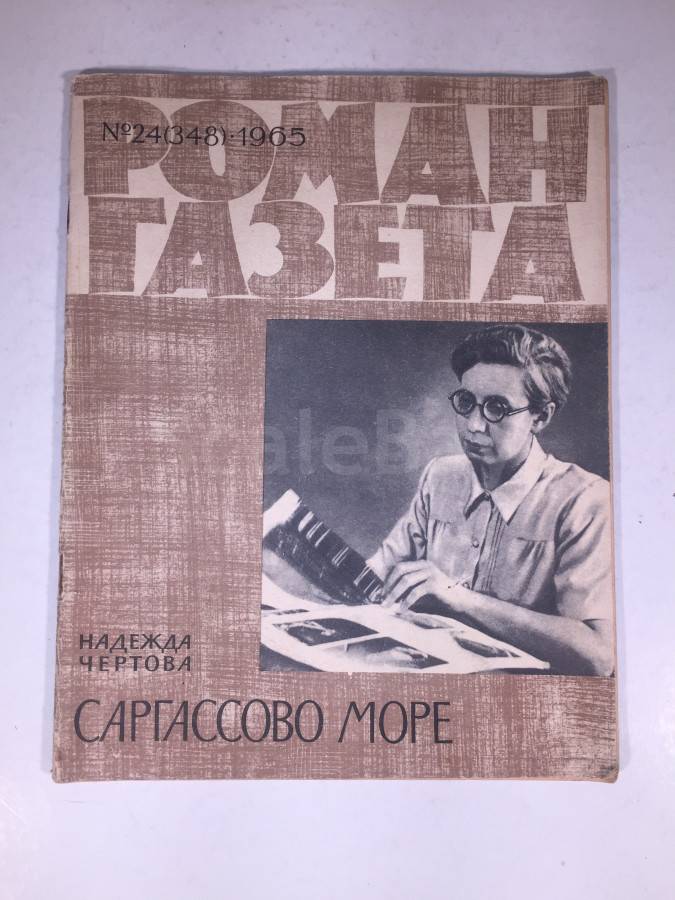 №24(348)·1965
РОМАН
ГАЗЕТА
НАДЕЖДА
ЧЕРТОВА
САРГАССОВО МОРЕ